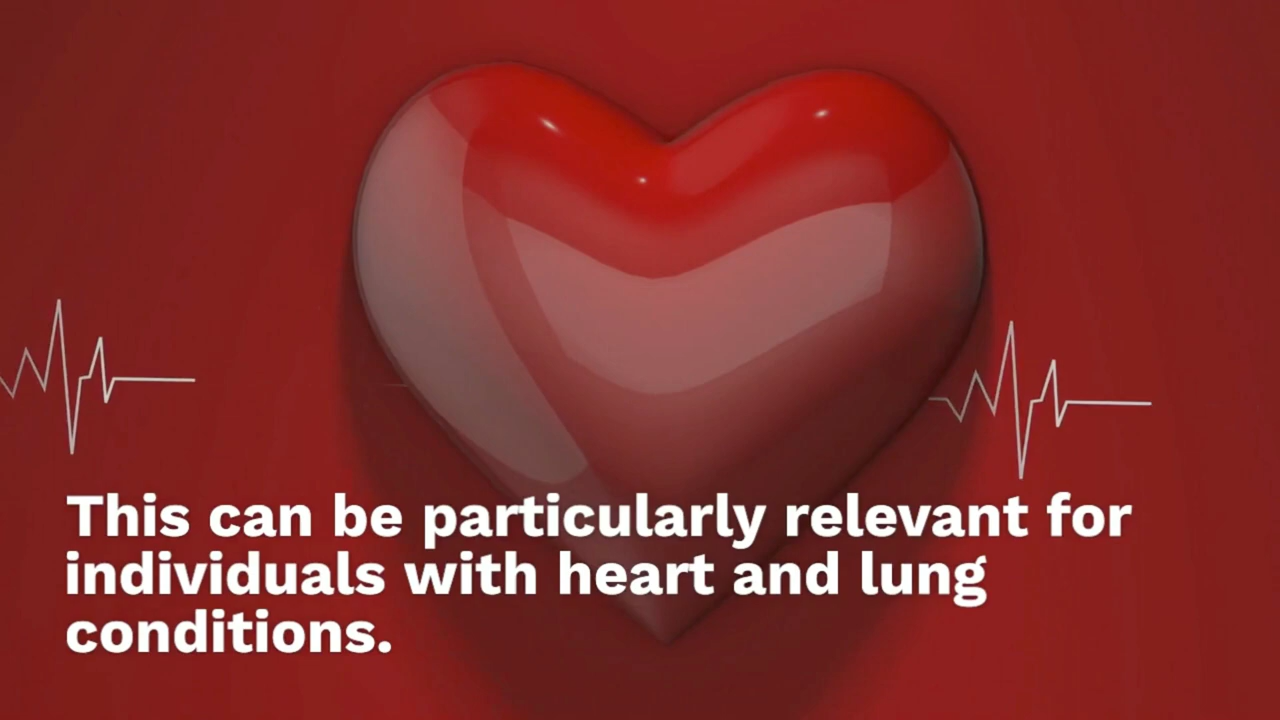 This can be particularly relevant for
individuals with heart and lung
conditions.